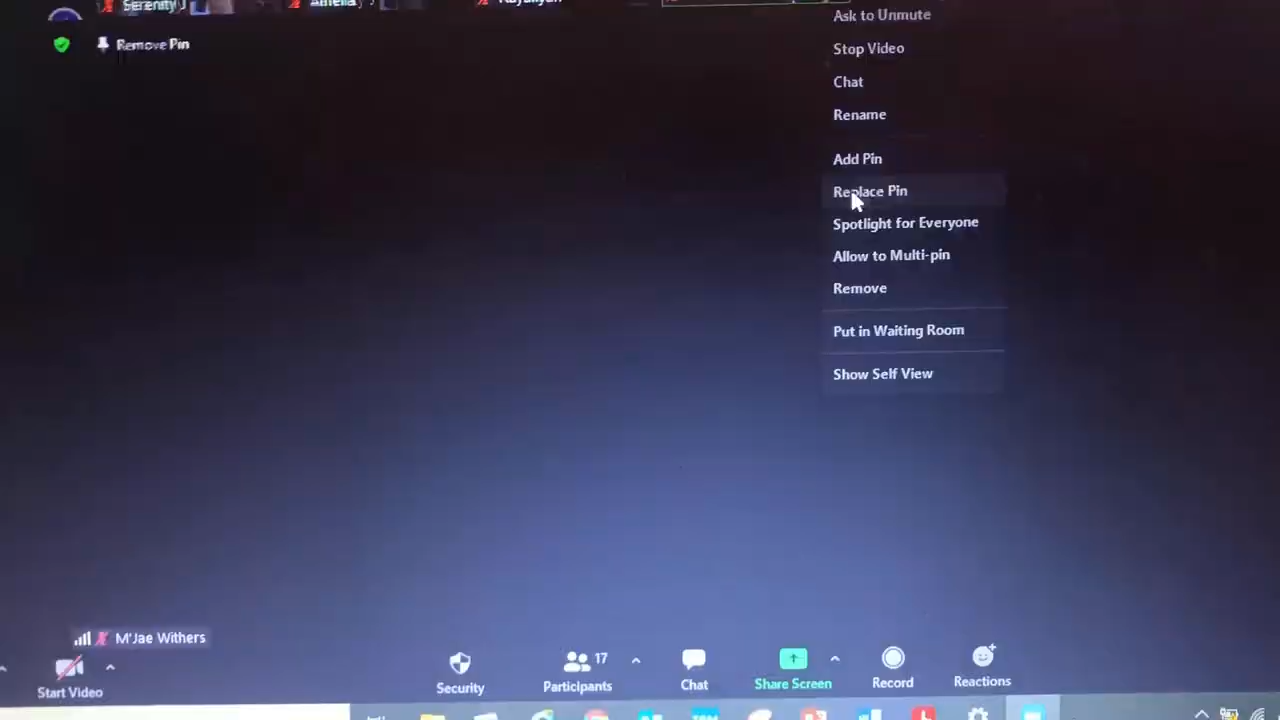 Serenity J
Amelia J
Ask to Unmute
Remove Pin
Stop Video
Chat
Rename
Add Pin
Replace Pin
Spotlight for Everyone
Allow to Multi-pin
Remove
Put in Waiting Room
Show Self View
M'Jae Withers
17
Start Video
Security
Participants
Chat
Share Screen
Record
Reactions